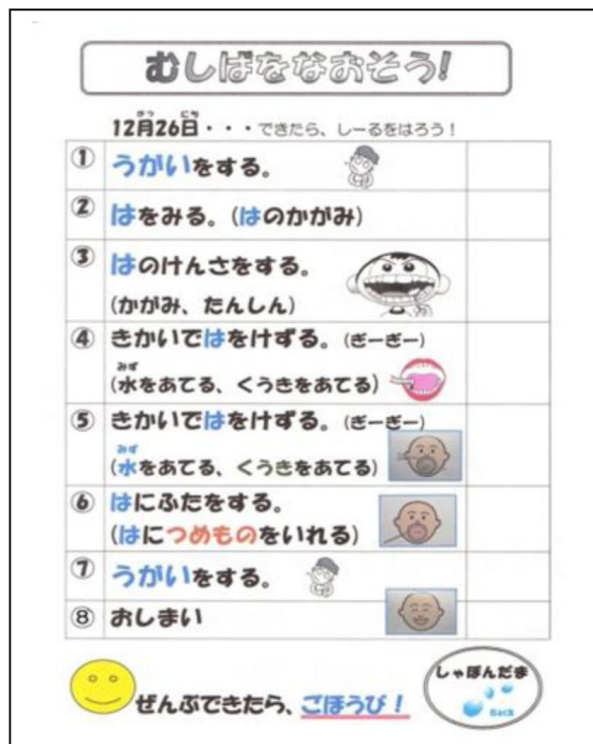 むしばをなおそう!
12月26日・・・できたら、しーるをはろう!
① うがいをする。
② はをみる。(はのかがみ)
③ はのけんさをする。
(かがみ、たんしん)
④ きかいではをけずる。(ぎーぎー)
(水をあてる、くうきをあてる)
⑤ きかいではをけずる。(ぎーぎー)
(水をあてる、くうきをあてる)
⑥ はにふたをする。
(はにつめものをいれる)
⑦ うがいをする。
⑧ おしまい
しゃぼんだま
Back
ぜんぶできたら、ごほうび!